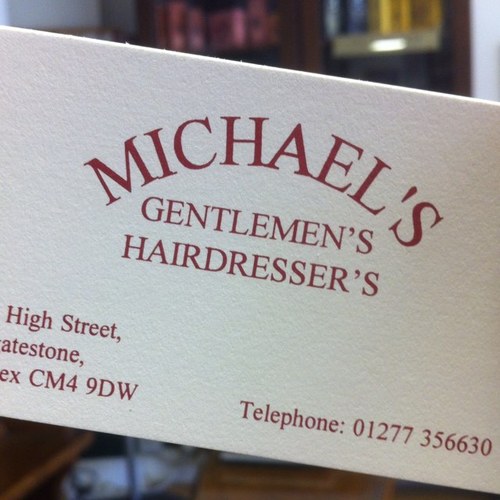 MICHAEL'S
GENTLEMEN'S
HAIRDRESSER'S
High Street,
atestone,
ex CM4 9DW
Telephone: 01277 356630